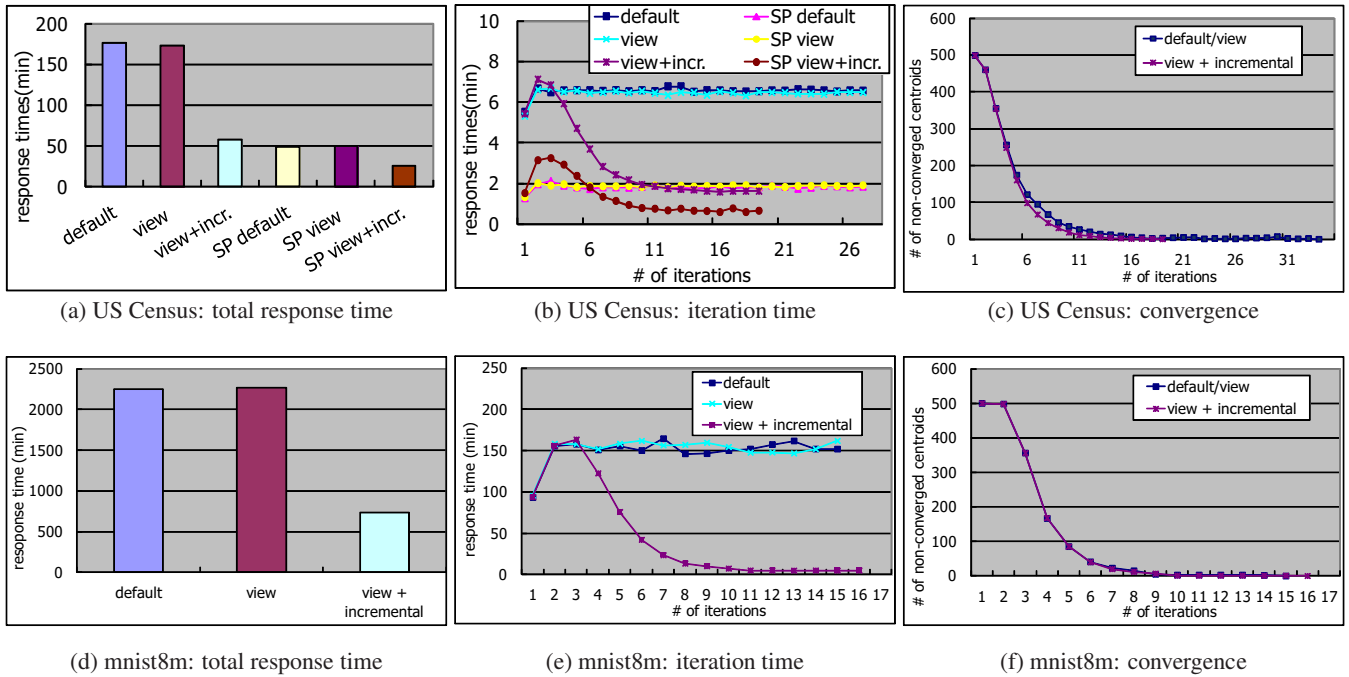 response times(min)
200
150
100
50
0
default
view
view+incr.
SP default
SP view
SP view+incr.
(a) US Census: total response time
response times(min)
10
8
6
4
2
0
default
SP default
view
SP view
view+incr.
SP view+incr.
1 6 11 16 21 26
# of iterations
(b) US Census: iteration time
# of non-converged centroids
600
500
400
300
200
100
0
default/view
view + incremental
1 6 11 16 21 26 31
# of iterations
(c) US Census: convergence
resoponse time (min)
2500
2000
1500
1000
500
0
default
view
view +
incremental
(d) mnist8m: total response time
response time (min)
250
200
150
100
50
0
default
view
view + incremental
1 2 3 4 5 6 7 8 9 10 11 12 13 14 15 16 17
# of iterations
(e) mnist8m: iteration time
# of non-converged centroids
600
500
400
300
200
100
0
default/view
view + incremental
1 2 3 4 5 6 7 8 9 10 11 12 13 14 15 16 17
# of iterations
(f) mnist8m: convergence